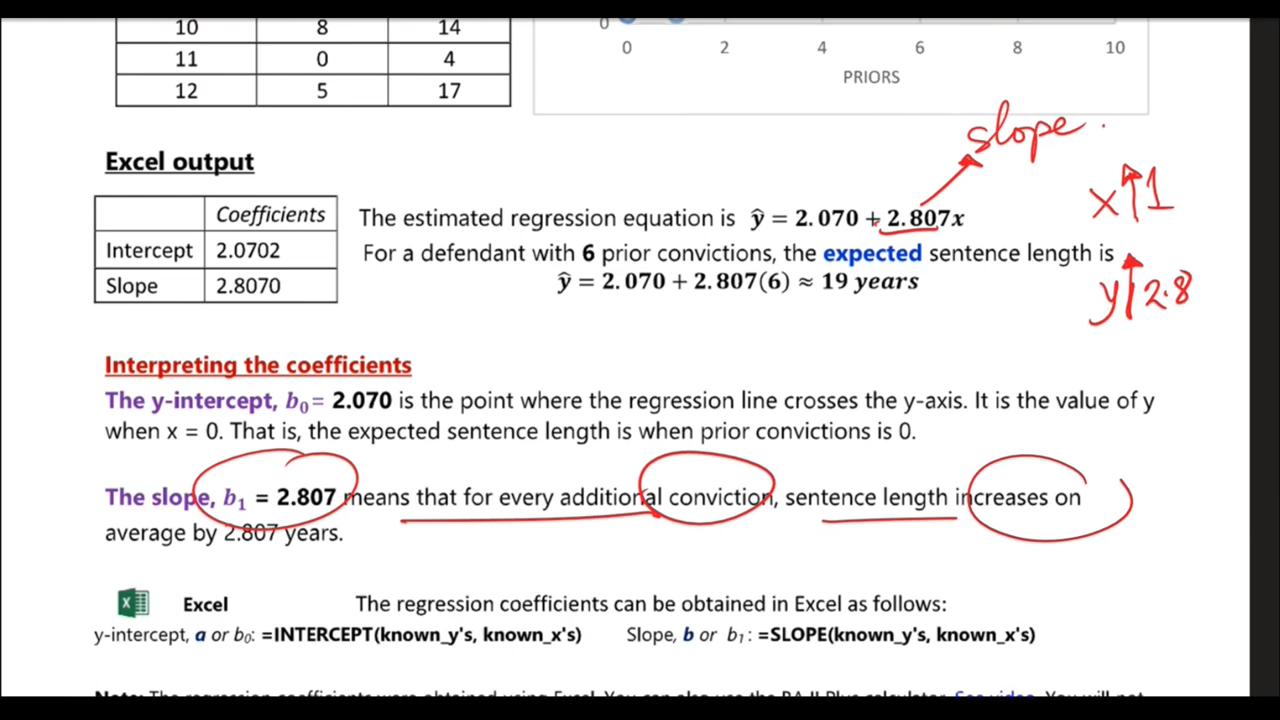 10 8 14
11 0 4
12 5 17
0
0 2 4 6 8 10
PRIORS
slope.
x↑1
y↑2.8
Excel output
Coefficients
Intercept 2.0702
Slope 2.8070
The estimated regression equation is ŷ = 2.070 + 2.807x
For a defendant with 6 prior convictions, the expected sentence length is
ŷ = 2.070 + 2.807(6) ≈ 19 years
Interpreting the coefficients
The y-intercept, b₀= 2.070 is the point where the regression line crosses the y-axis. It is the value of y
when x = 0. That is, the expected sentence length is when prior convictions is 0.
The slope, b₁ = 2.807 means that for every additional conviction, sentence length increases on
average by 2.807 years.
Excel The regression coefficients can be obtained in Excel as follows:
y-intercept, a or b₀: =INTERCEPT(known_y's, known_x's) Slope, b or b₁: =SLOPE(known_y's, known_x's)